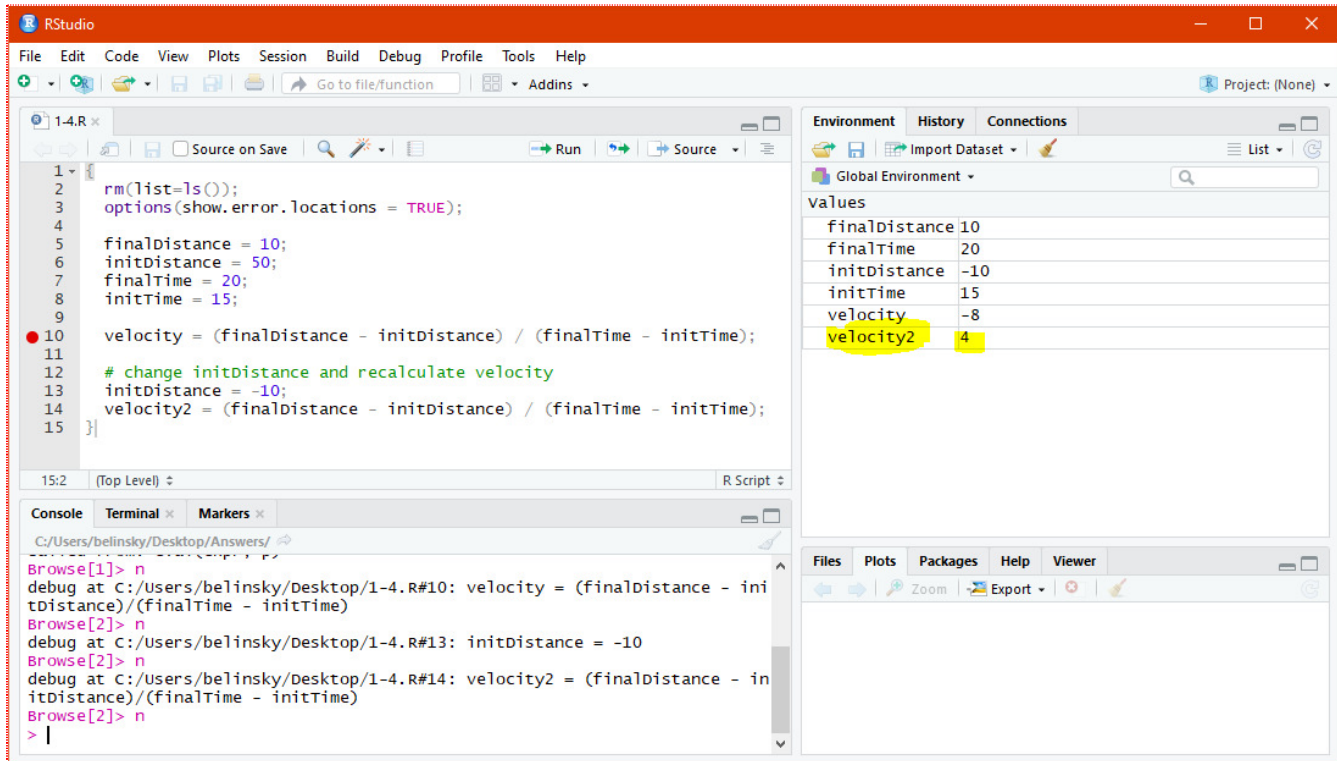 RStudio
File Edit Code View Plots Session Build Debug Profile Tools Help
Go to file/function Addins Project: (None)
1-4.R
Source on Save Run Source
1 {
2 rm(list=ls());
3 options(show.error.locations = TRUE);
4
5 finalDistance = 10;
6 initDistance = 50;
7 finalTime = 20;
8 initTime = 15;
9
10 velocity = (finalDistance - initDistance) / (finalTime - initTime);
11
12 # change initDistance and recalculate velocity
13 initDistance = -10;
14 velocity2 = (finalDistance - initDistance) / (finalTime - initTime);
15 }
15:2 (Top Level) R Script
Console Terminal Markers
C:/Users/belinsky/Desktop/Answers/
Browse[1]> n
debug at C:/Users/belinsky/Desktop/1-4.R#10: velocity = (finalDistance - ini
tDistance)/(finalTime - initTime)
Browse[2]> n
debug at C:/Users/belinsky/Desktop/1-4.R#13: initDistance = -10
Browse[2]> n
debug at C:/Users/belinsky/Desktop/1-4.R#14: velocity2 = (finalDistance - in
itDistance)/(finalTime - initTime)
Browse[2]> n
>
Environment History Connections
Import Dataset List
Global Environment
Values
finalDistance 10
finalTime 20
initDistance -10
initTime 15
velocity -8
velocity2 4
Files Plots Packages Help Viewer
Zoom Export